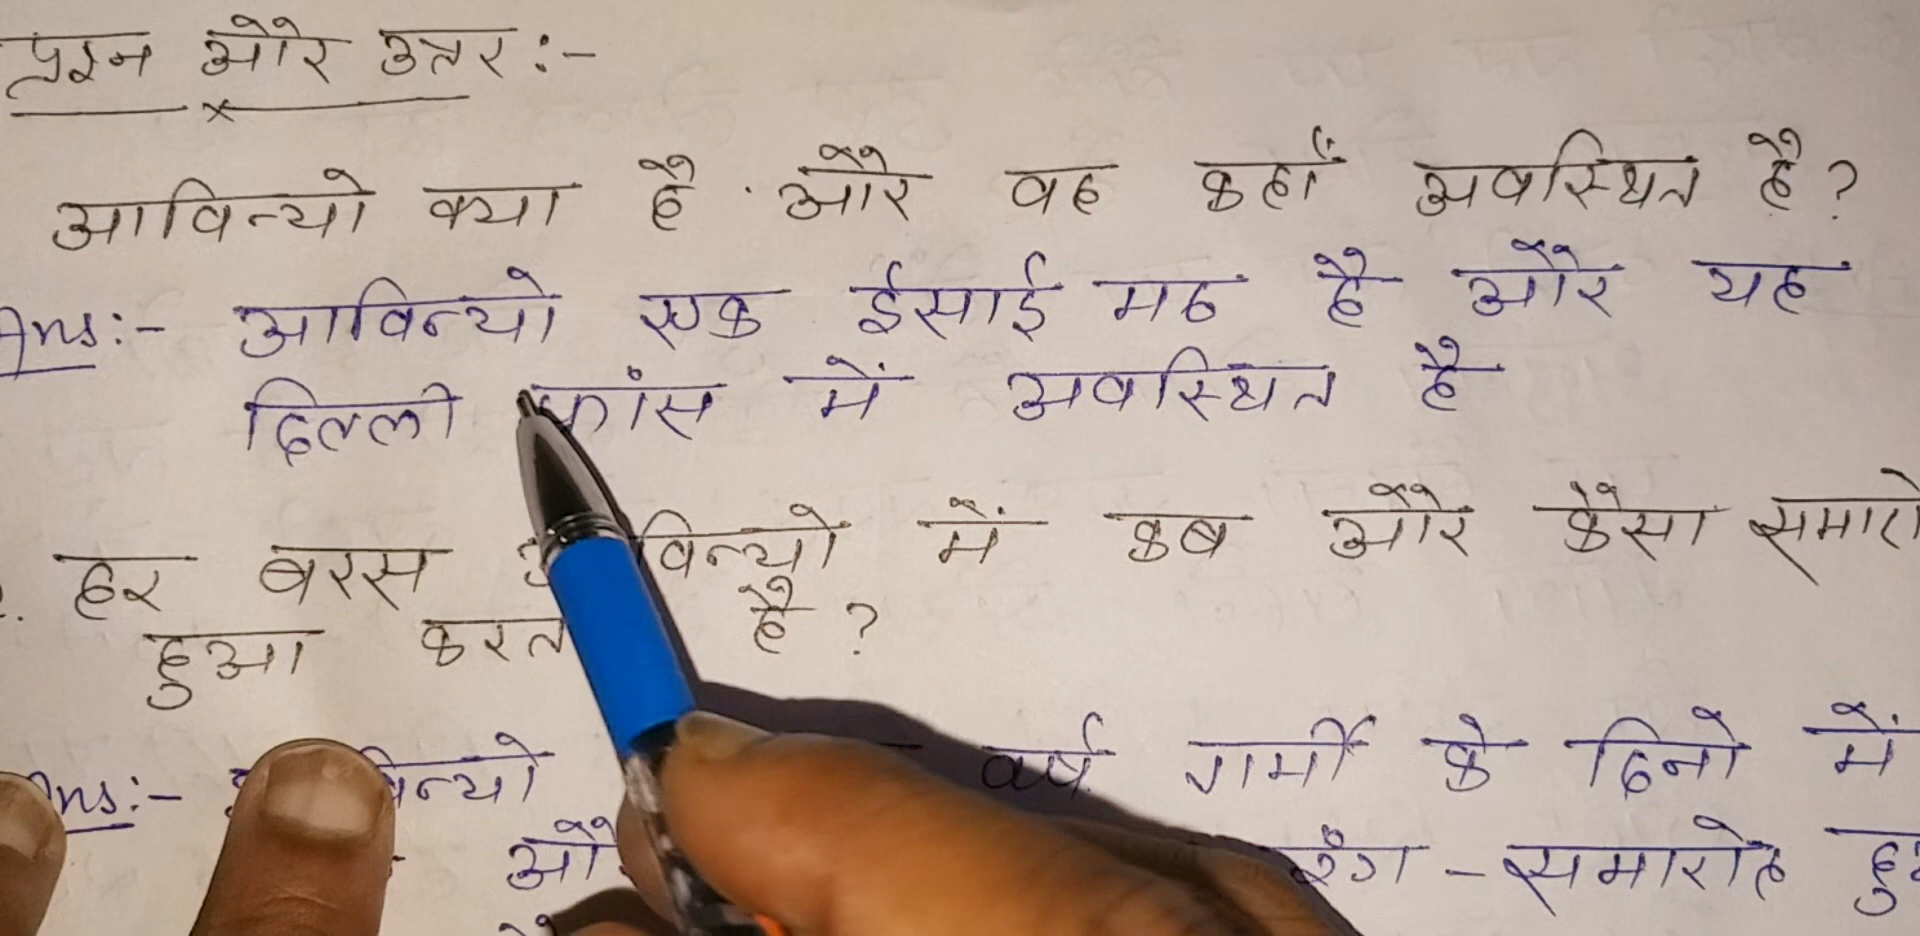 प्रश्न और उत्तर :-
आविन्यो क्या है और वह कहाँ अवस्थित है?
Ans:- आविन्यो एक ईसाई मठ है और यह
दिल्ली फ्रांस में अवस्थित है
हर बरस में कब और कैसा
हुआ है?
Ans:- वर्ष गर्मी के दिनो में
रंग-समारोह